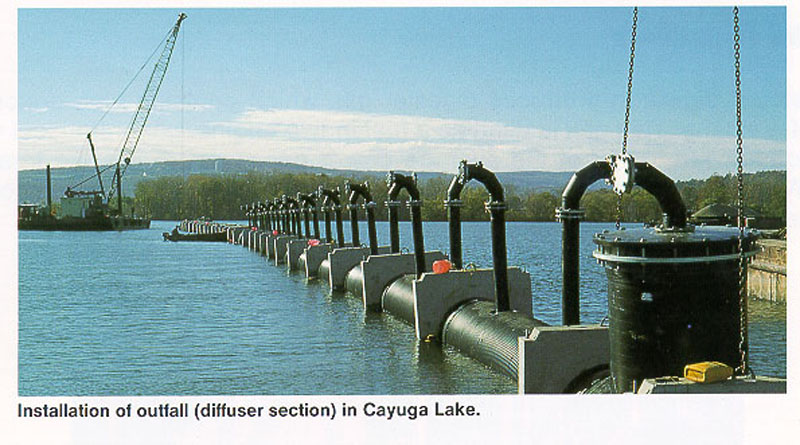 Installation of outfall (diffuser section) in Cayuga Lake.